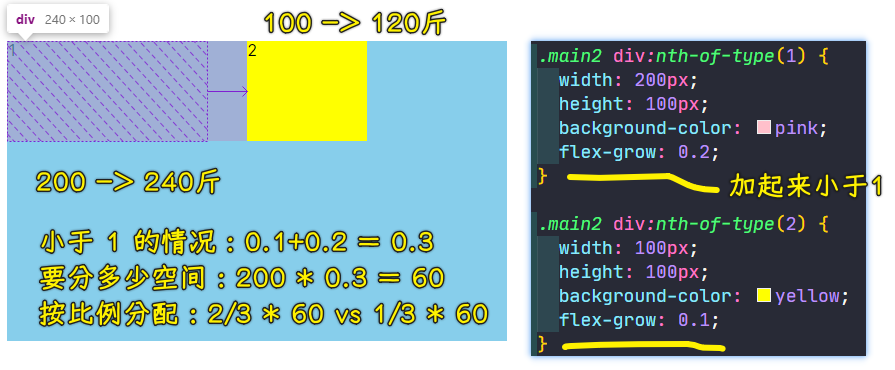 div 240 × 100
100 -> 120斤
1
2
200 -> 240斤
小于 1 的情况：0.1+0.2 = 0.3
要分多少空间：200 * 0.3 = 60
按比例分配：2/3 * 60 vs 1/3 * 60
.main2 div:nth-of-type(1) {
width: 200px;
height: 100px;
background-color: pink;
flex-grow: 0.2;
}
加起来小于1
.main2 div:nth-of-type(2) {
width: 100px;
height: 100px;
background-color: yellow;
flex-grow: 0.1;
}